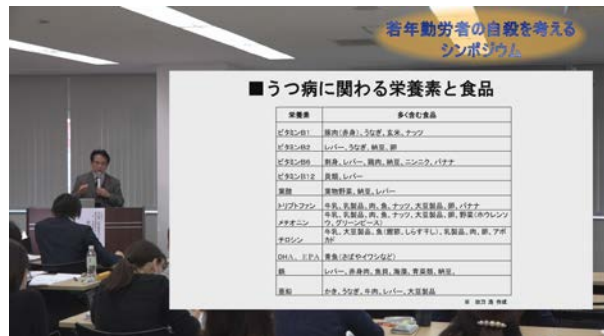 若年勤労者の自殺を考える
シンポジウム
■うつ病に関わる栄養素と食品
栄養素 多く含む食品
ビタミンB1 豚肉(赤身)、うなぎ、玄米、ナッツ
ビタミンB2 レバー、うなぎ、納豆、卵
ビタミンB6 刺身、レバー、鶏肉、納豆、ニンニク、バナナ
ビタミンB12 貝類、レバー
葉酸 葉物野菜、納豆、レバー
トリプトファン 牛乳、乳製品、肉、魚、ナッツ、大豆製品、卵、バナナ
メチオニン 牛乳、乳製品、肉、魚、ナッツ、大豆製品、卵、野菜(ホウレンソ
ウ、グリーンピース)
チロシン 牛乳、大豆製品、魚(鰹節、しらす干し)、乳製品、肉、卵、アボ
カド
DHA、EPA 青魚(さばやイワシなど)
鉄 レバー、赤身肉、魚貝、海藻、青菜類、納豆、
亜鉛 かき、うなぎ、牛肉、レバー、大豆製品
作成